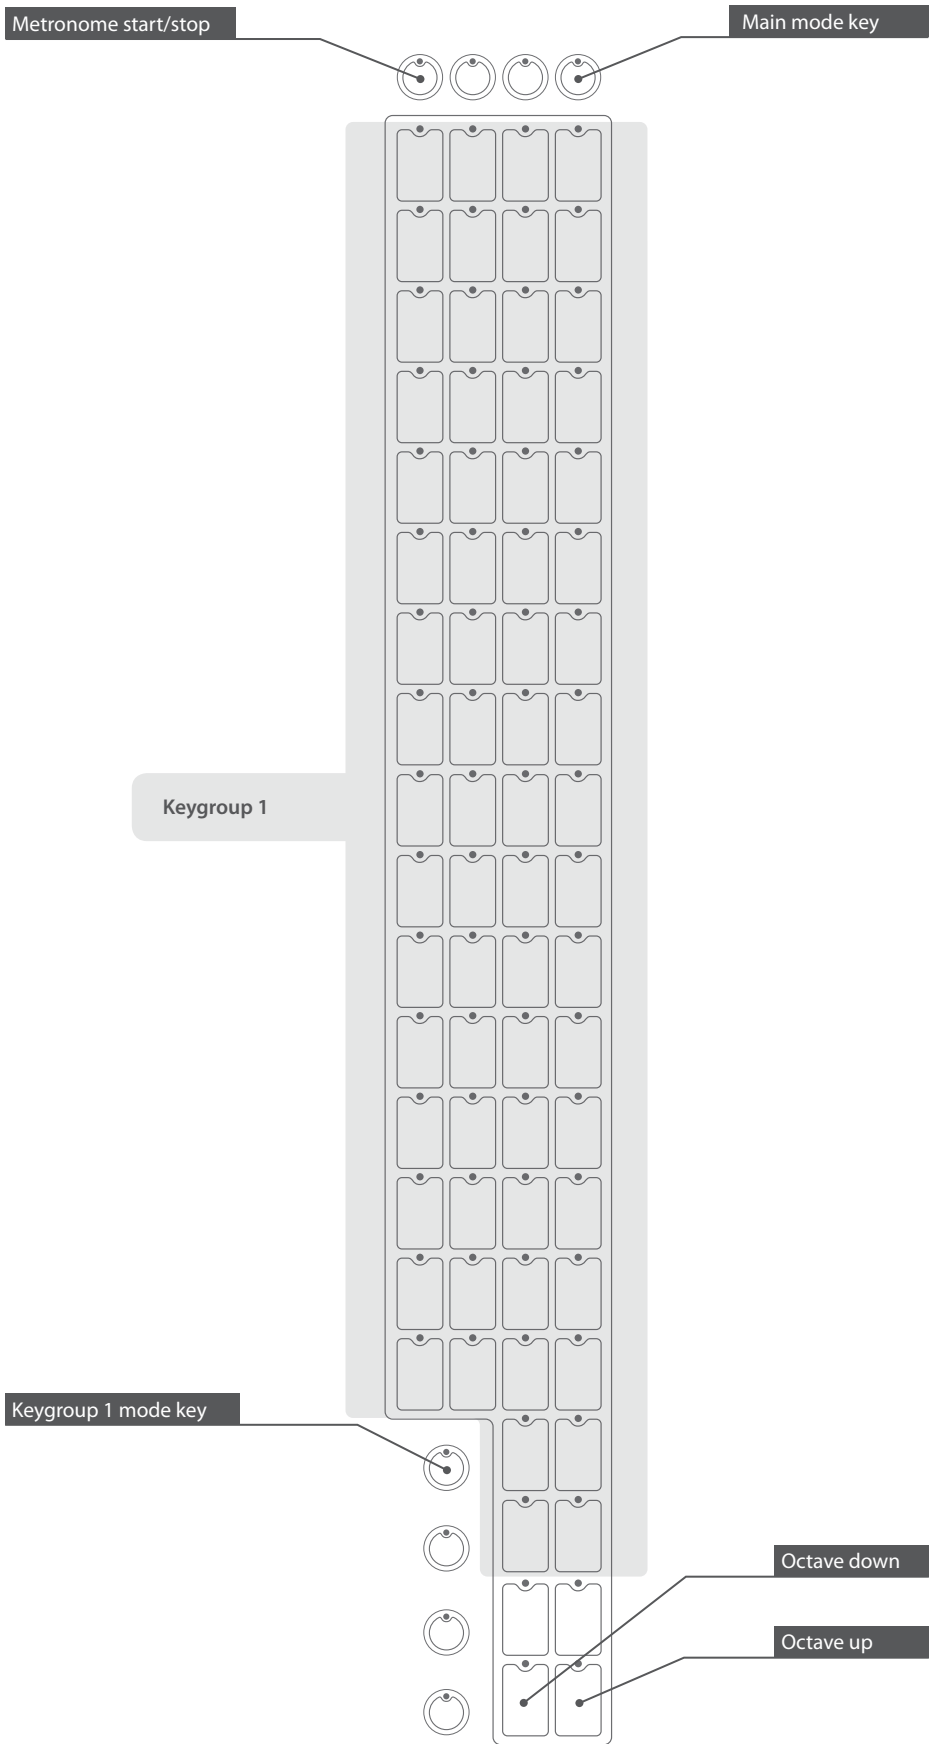 Metronome start/stop
Main mode key
Keygroup 1
Keygroup 1 mode key
Octave down
Octave up